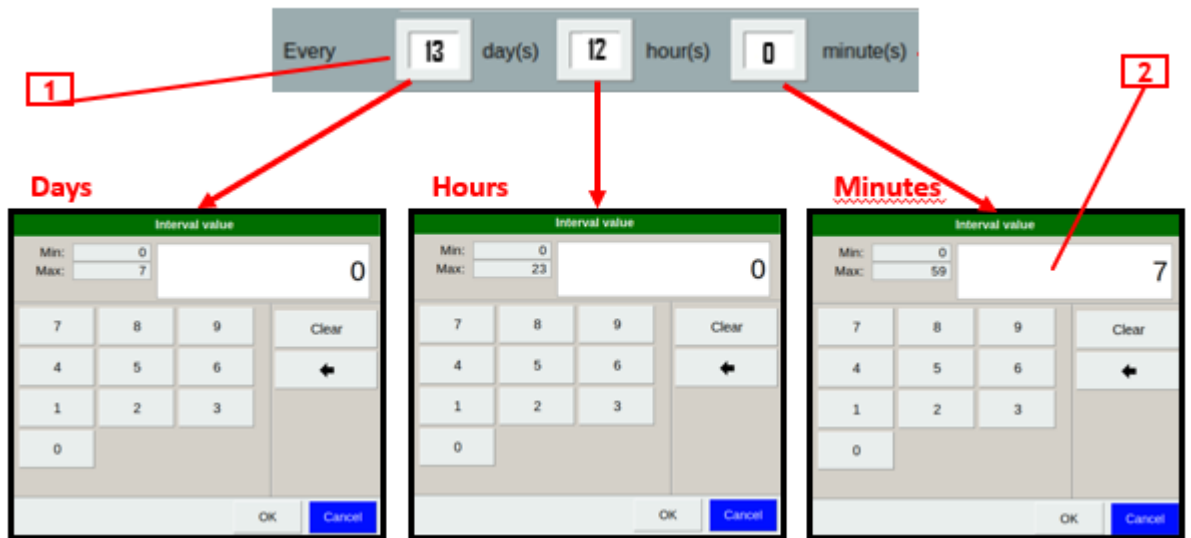 Every 13 day(s) 12 hour(s) 0 minute(s)
1
2
Days
Hours
Minutes
Interval value
Min: 0
Max: 7
0
7 8 9 Clear
4 5 6
1 2 3
0
OK Cancel
Interval value
Min: 0
Max: 23
0
7 8 9 Clear
4 5 6
1 2 3
0
OK Cancel
Interval value
Min: 0
Max: 59
7
7 8 9 Clear
4 5 6
1 2 3
0
OK Cancel